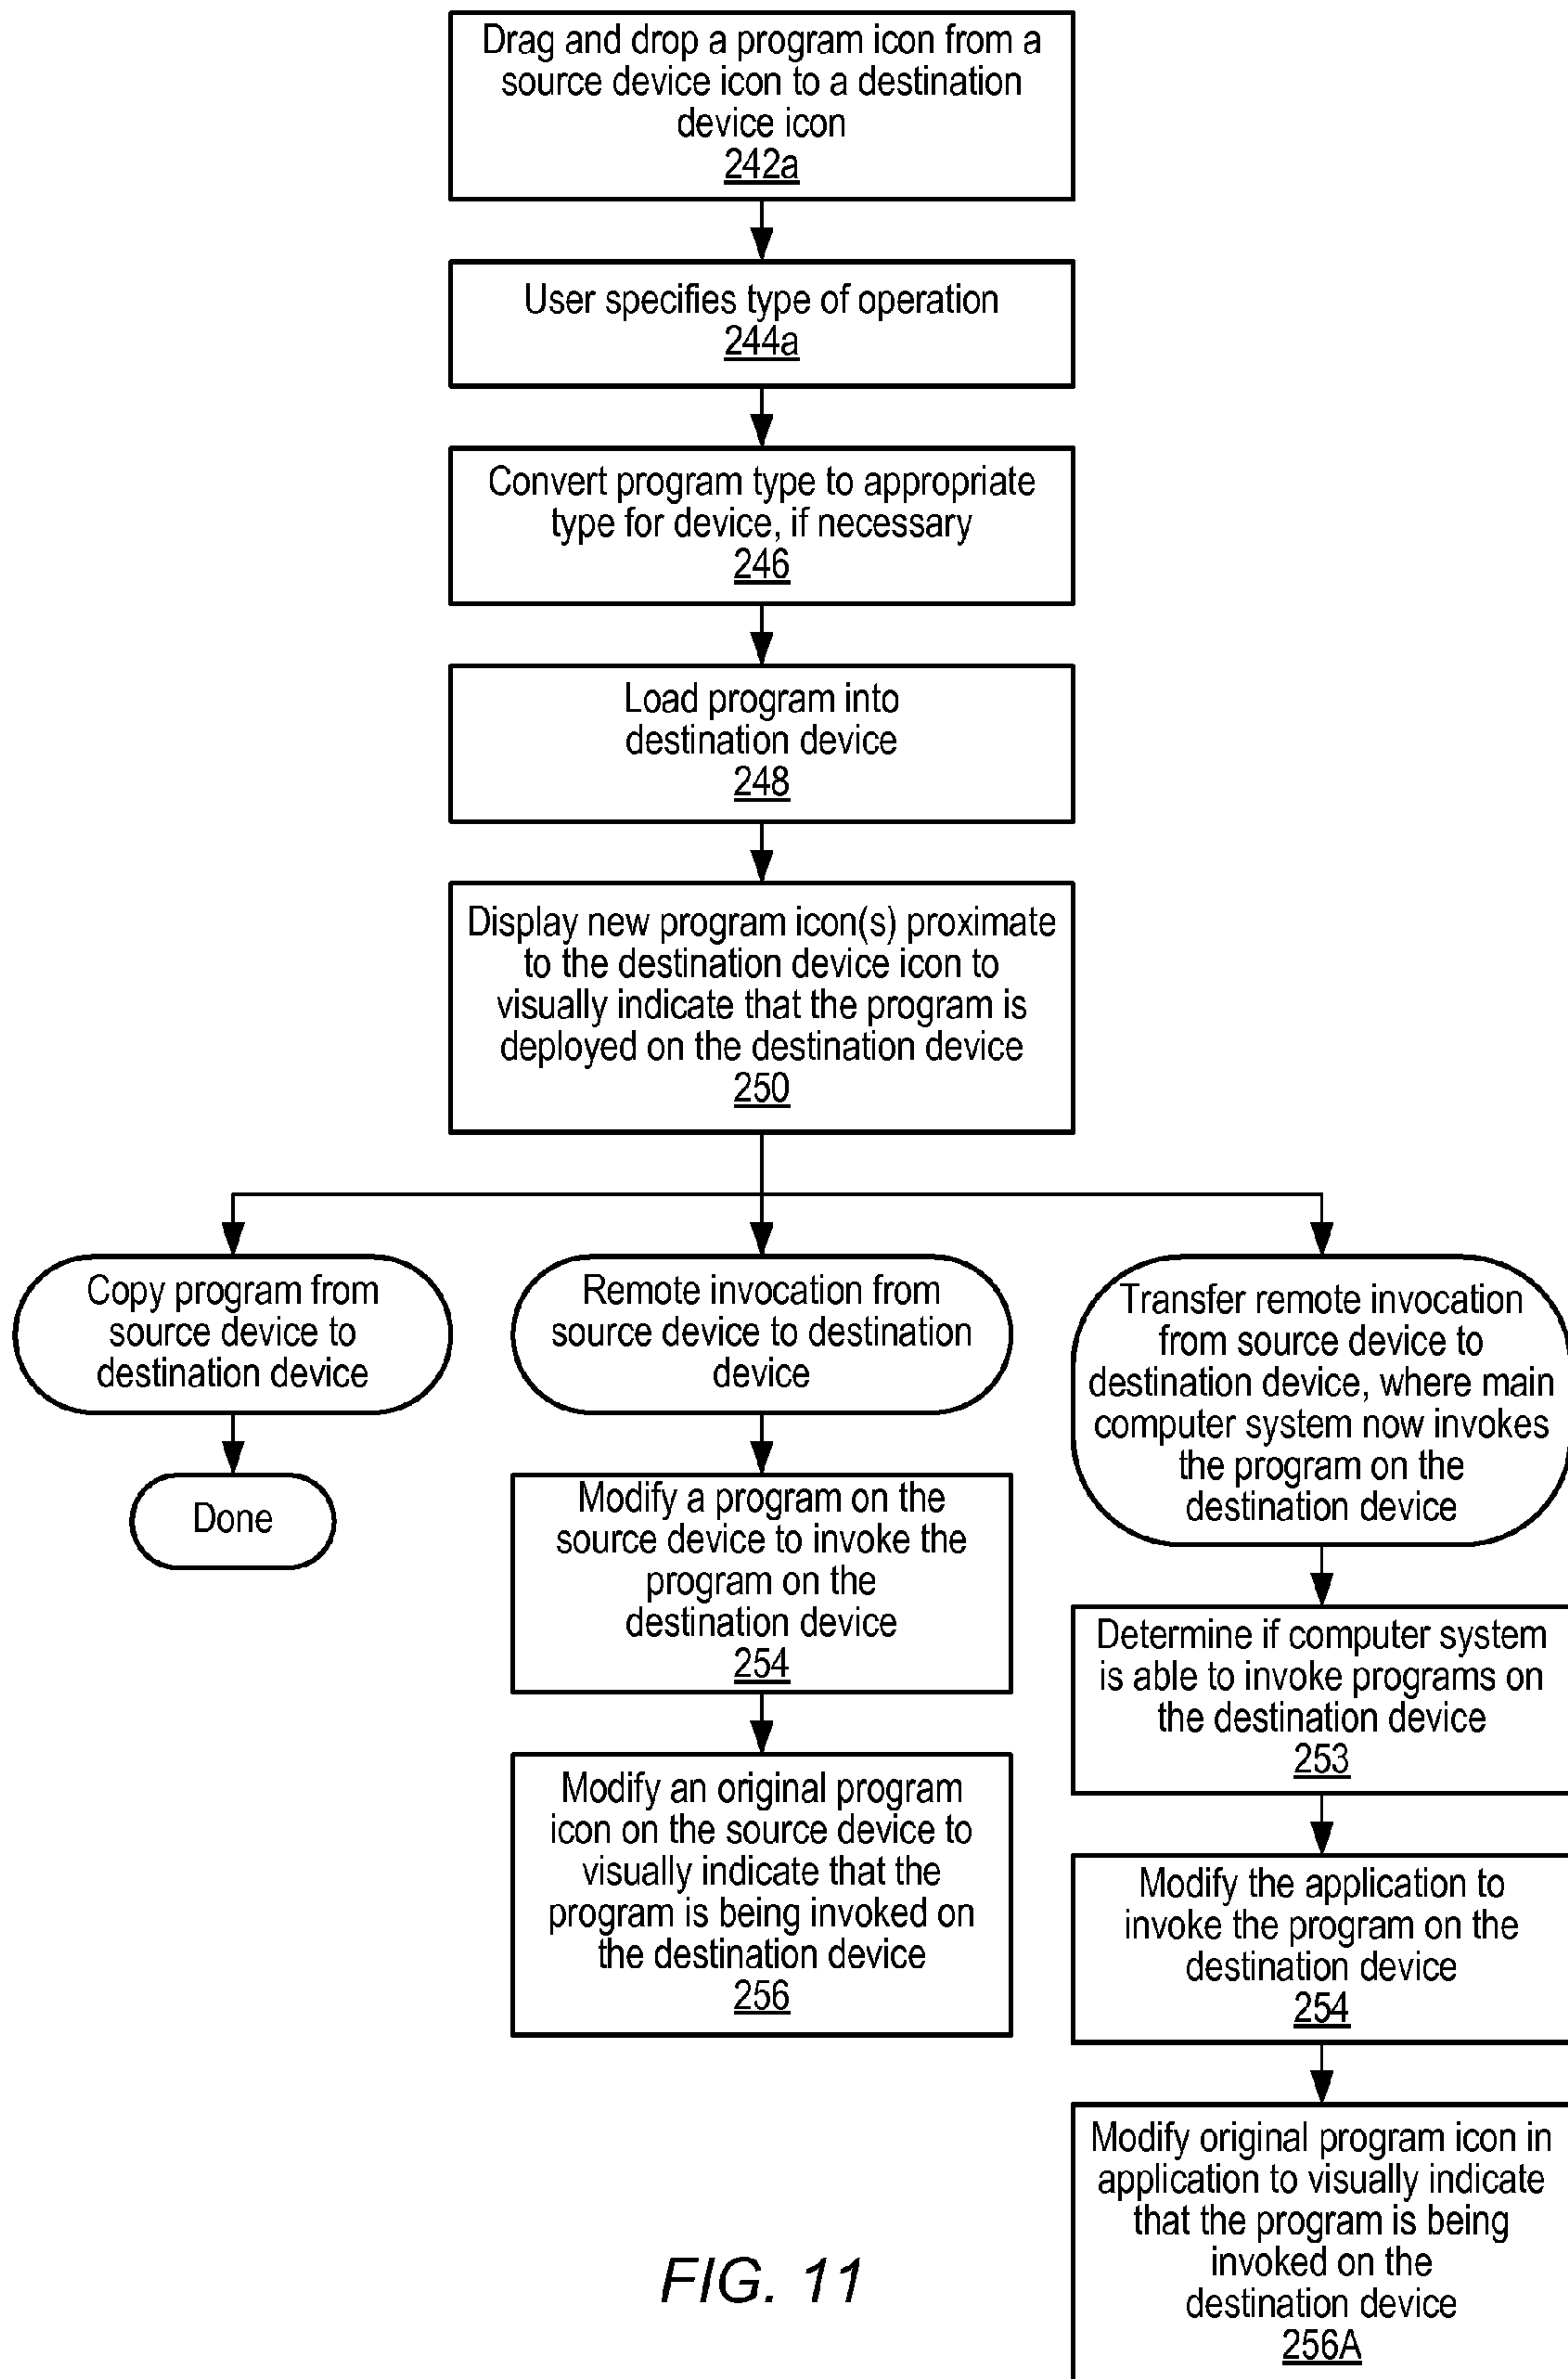 Drag and drop a program icon from a
source device icon to a destination
device icon
242a
User specifies type of operation
244a
Convert program type to appropriate
type for device, if necessary
246
Load program into
destination device
248
Display new program icon(s) proximate
to the destination device icon to
visually indicate that the program is
deployed on the destination device
250
Copy program from
source device to
destination device
Done
Remote invocation from
source device to destination
device
Modify a program on the
source device to invoke the
program on the
destination device
254
Modify an original program
icon on the source device to
visually indicate that the
program is being invoked on
the destination device
256
Transfer remote invocation
from source device to
destination device, where main
computer system now invokes
the program on the
destination device
Determine if computer system
is able to invoke programs on
the destination device
253
Modify the application to
invoke the program on the
destination device
254
Modify original program icon in
application to visually indicate
that the program is being
invoked on the
destination device
256A
FIG. 11